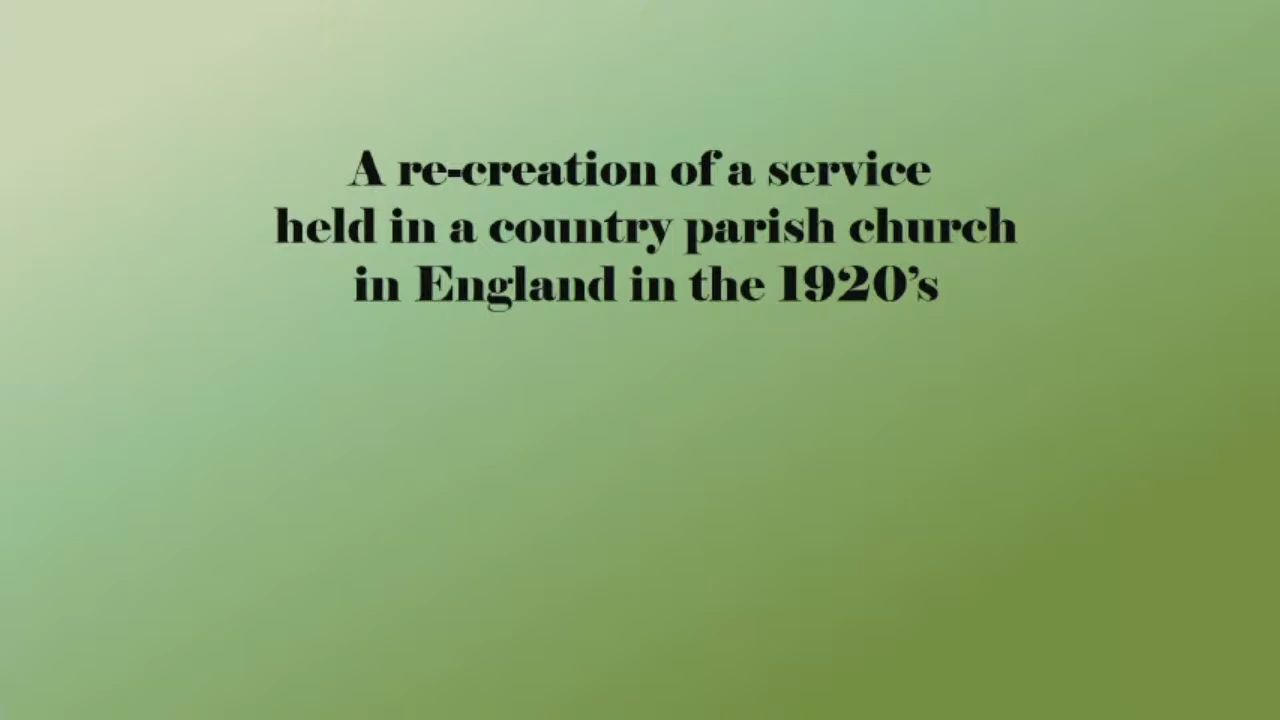 A re-creation of a service
held in a country parish church
in England in the 1920’s